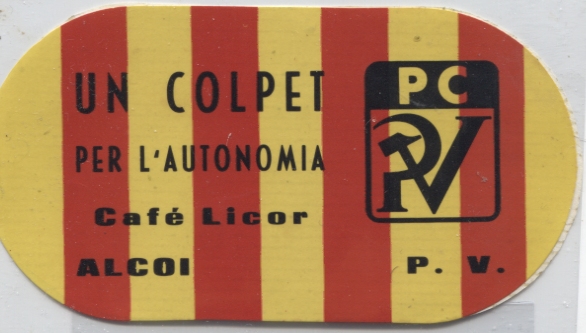 UN COLPET
PER L'AUTONOMIA
Café Licor
ALCOI
PC
PV
P. V.